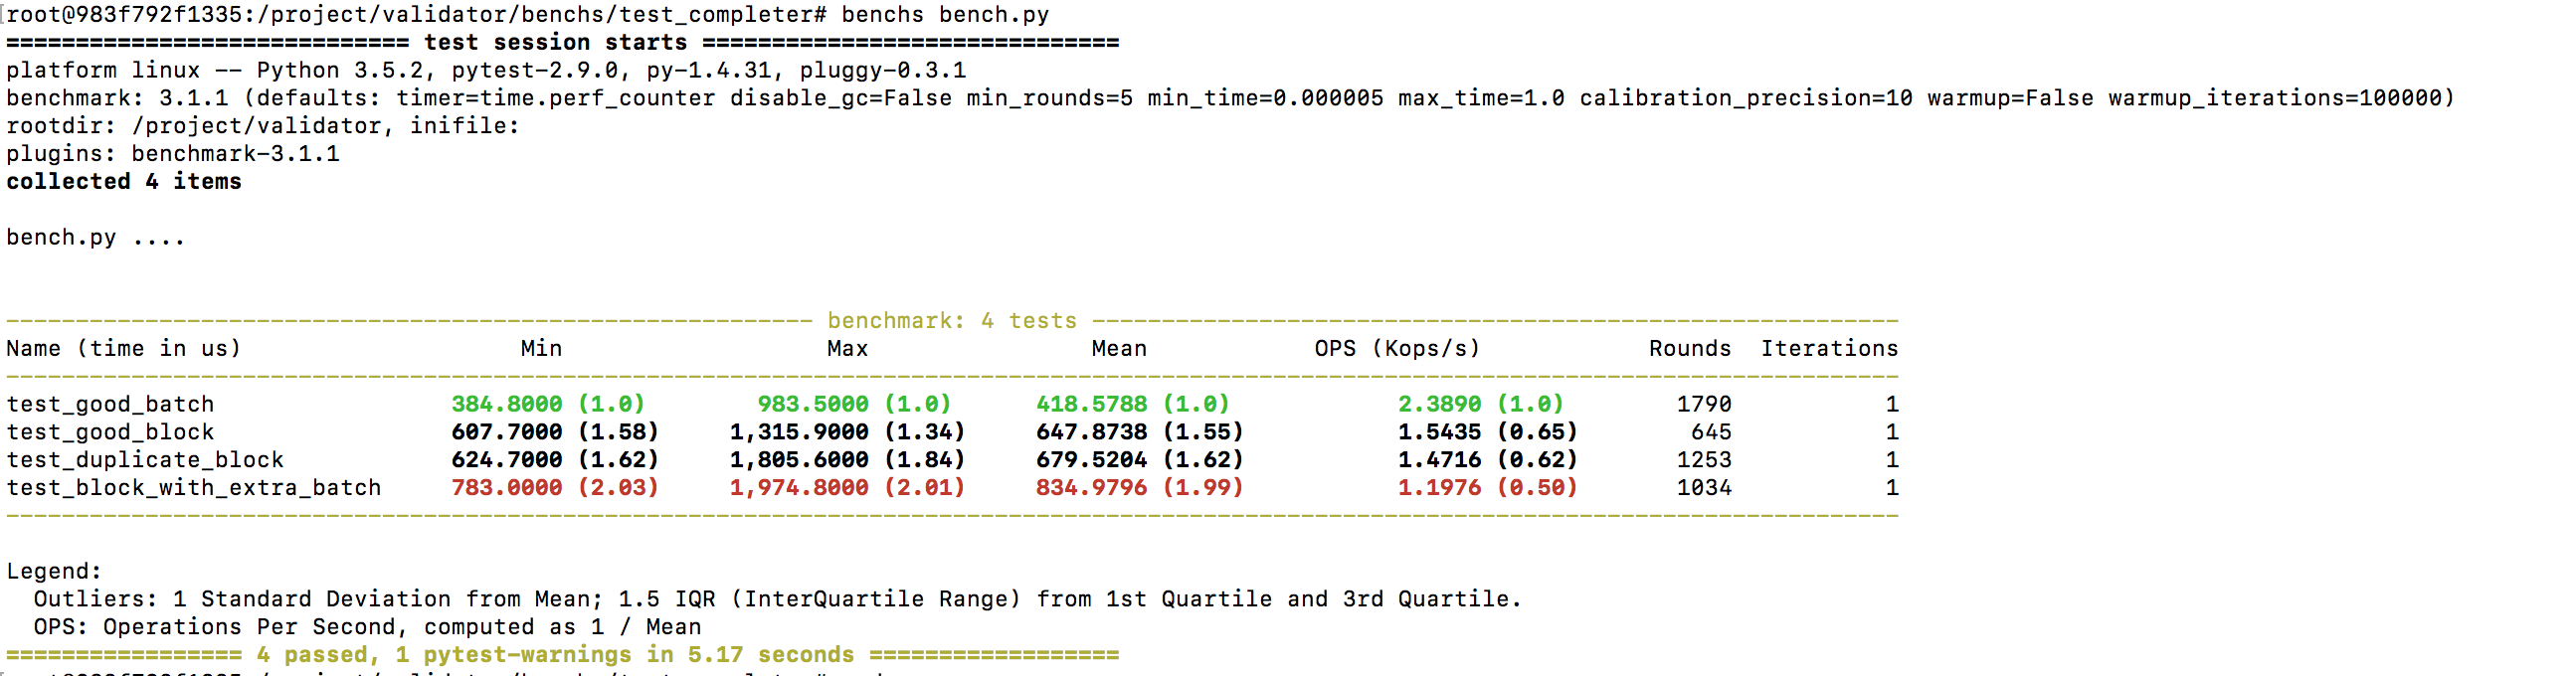 root@983f792f1335:/project/validator/benchs/test_completer# benchs bench.py
============================= test session starts ==============================
platform linux -- Python 3.5.2, pytest-2.9.0, py-1.4.31, pluggy-0.3.1
benchmark: 3.1.1 (defaults: timer=time.perf_counter disable_gc=False min_rounds=5 min_time=0.000005 max_time=1.0 calibration_precision=10 warmup=False warmup_iterations=100000)
rootdir: /project/validator, inifile:
plugins: benchmark-3.1.1
collected 4 items
bench.py ....
---------------------------------------------------------- benchmark: 4 tests ----------------------------------------------------------
Name (time in us) Min Max Mean OPS (Kops/s) Rounds Iterations
----------------------------------------------------------------------------------------------------------------------------------------
test_good_batch 384.8000 (1.0) 983.5000 (1.0) 418.5788 (1.0) 2.3890 (1.0) 1790 1
test_good_block 607.7000 (1.58) 1,315.9000 (1.34) 647.8738 (1.55) 1.5435 (0.65) 645 1
test_duplicate_block 624.7000 (1.62) 1,805.6000 (1.84) 679.5204 (1.62) 1.4716 (0.62) 1253 1
test_block_with_extra_batch 783.0000 (2.03) 1,974.8000 (2.01) 834.9796 (1.99) 1.1976 (0.50) 1034 1
----------------------------------------------------------------------------------------------------------------------------------------
Legend:
Outliers: 1 Standard Deviation from Mean; 1.5 IQR (InterQuartile Range) from 1st Quartile and 3rd Quartile.
OPS: Operations Per Second, computed as 1 / Mean
================= 4 passed, 1 pytest-warnings in 5.17 seconds ==================